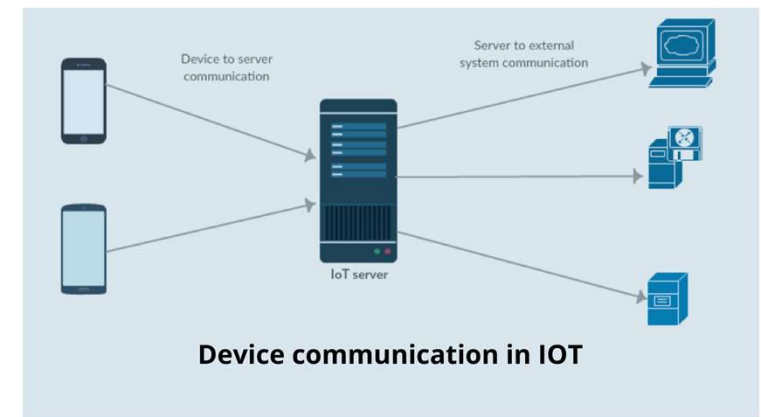 Device to server
communication
Server to external
system communication
IoT server
Device communication in IOT